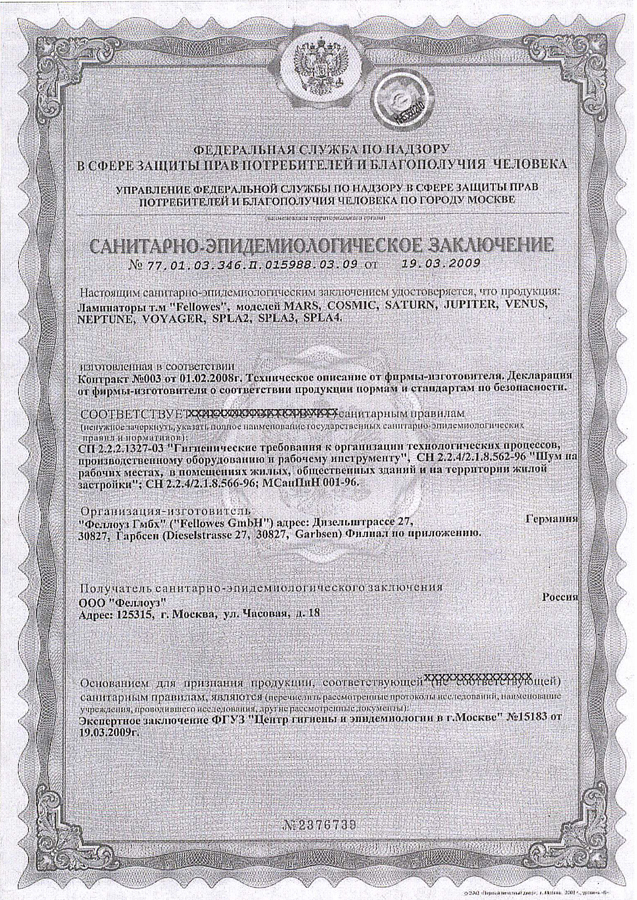 ФЕДЕРАЛЬНАЯ СЛУЖБА ПО НАДЗОРУ
В СФЕРЕ ЗАЩИТЫ ПРАВ ПОТРЕБИТЕЛЕЙ И БЛАГОПОЛУЧИЯ ЧЕЛОВЕКА
УПРАВЛЕНИЕ ФЕДЕРАЛЬНОЙ СЛУЖБЫ ПО НАДЗОРУ В СФЕРЕ ЗАЩИТЫ ПРАВ
ПОТРЕБИТЕЛЕЙ И БЛАГОПОЛУЧИЯ ЧЕЛОВЕКА ПО ГОРОДУ МОСКВЕ
(наименование территориального органа)
САНИТАРНО-ЭПИДЕМИОЛОГИЧЕСКОЕ ЗАКЛЮЧЕНИЕ
№ 77.01.03.346.П.015988.03.09 от 19.03.2009
Настоящим санитарно-эпидемиологическим заключением удостоверяется, что продукция:
Ламинаторы т.м "Fellowes", моделей MARS, COSMIC, SATURN, JUPITER, VENUS,
NEPTUNE, VOYAGER, SPLA2, SPLA3, SPLA4.
изготовленная в соответствии
Контракт №003 от 01.02.2008г. Техническое описание от фирмы-изготовителя. Декларация
от фирмы-изготовителя о соответствии продукции нормам и стандартам по безопасности.
СООТВЕТСТВУЕТ санитарным правилам
(ненужное зачеркнуть, указать полное наименование государственных санитарно-эпидемиологических
правил и нормативов):
СП 2.2.2.1327-03 "Гигиенические требования к организации технологических процессов,
производственному оборудованию и рабочему инструменту", СН 2.2.4/2.1.8.562-96 "Шум на
рабочих местах, в помещениях жилых, общественных зданий и на территории жилой
застройки"; СН 2.2.4/2.1.8.566-96; МСанПиН 001-96.
Организация-изготовитель
"Феллоуз Гмбх" ("Fellowes GmbH") адрес: Дизельштрассе 27, Германия
30827, Гарбсен (Dieselstrasse 27, 30827, Garbsen) Филиал по приложению.
Получатель санитарно-эпидемиологического заключения
ООО "Феллоуз" Россия
Адрес: 125315, г. Москва, ул. Часовая, д. 18
Основанием для признания продукции, соответствующей (не соответствующей)
санитарным правилам, являются (перечислить рассмотренные протоколы исследований, наименование
учреждения, проводившего исследования, другие рассмотренные документы):
Экспертное заключение ФГУЗ "Центр гигиены и эпидемиологии в г.Москве" №15183 от
19.03.2009г.
№2376739